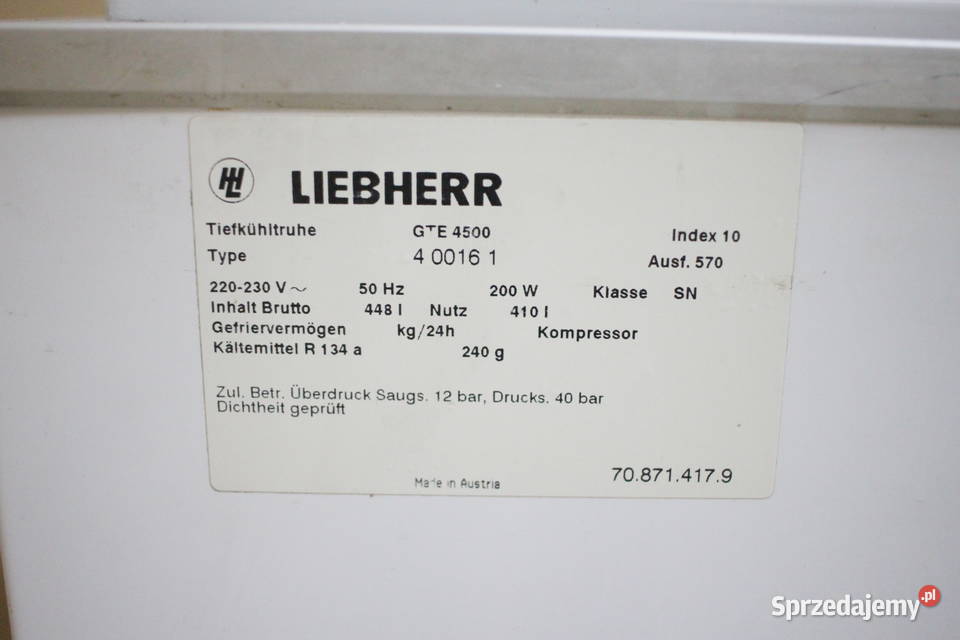 HL LIEBHERR
Tiefkühltruhe GTE 4500 Index 10
Type 4 0016 1 Ausf. 570
220-230 V ~ 50 Hz 200 W Klasse SN
Inhalt Brutto 448 l Nutz 410 l
Gefriervermögen kg/24h Kompressor
Kältemittel R 134 a 240 g
Zul. Betr. Überdruck Saugs. 12 bar, Drucks. 40 bar
Dichtheit geprüft
Made in Austria 70.871.417.9
Sprzedajemy.pl